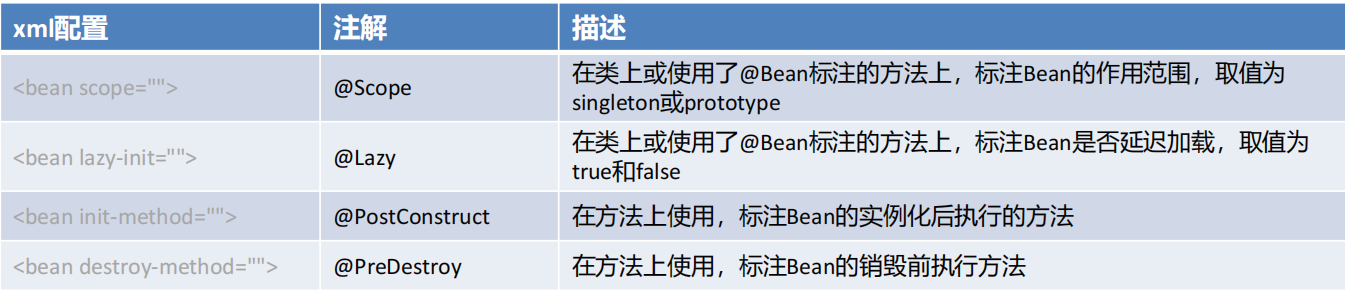 xml配置 注解 描述
<bean scope=""> @Scope 在类上或使用了@Bean标注的方法上，标注Bean的作用范围，取值为
singleton或prototype
<bean lazy-init=""> @Lazy 在类上或使用了@Bean标注的方法上，标注Bean是否延迟加载，取值为
true和false
<bean init-method=""> @PostConstruct 在方法上使用，标注Bean的实例化后执行的方法
<bean destroy-method=""> @PreDestroy 在方法上使用，标注Bean的销毁前执行方法